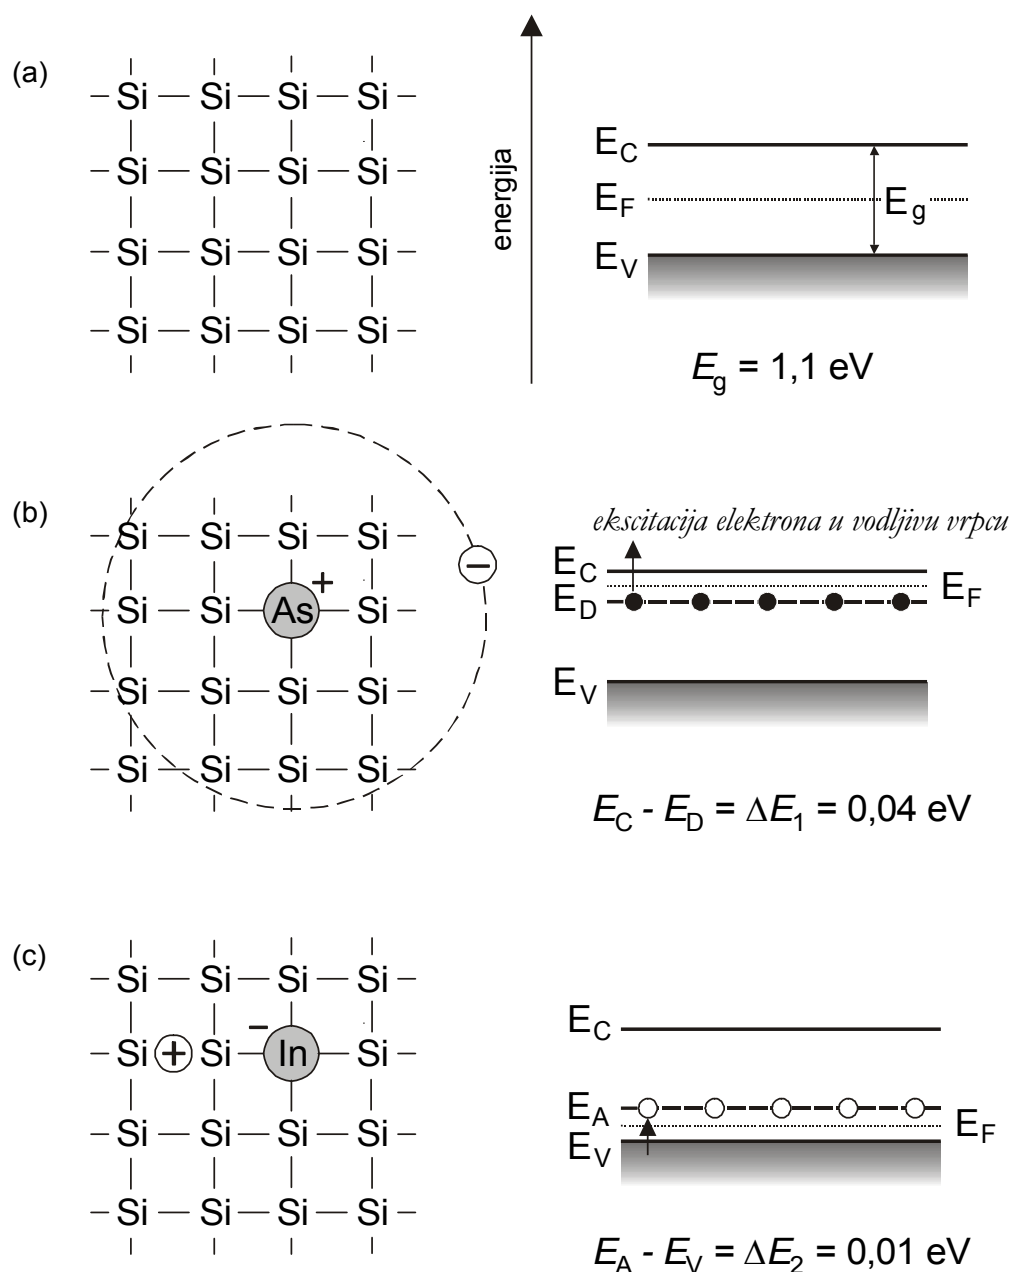 (a)
Si Si Si Si
Si Si Si Si
Si Si Si Si
Si Si Si Si
energija
E_C
E_F
E_g
E_V
E_g = 1,1 eV
(b)
Si Si Si Si
Si Si As + Si
−
Si Si Si Si
Si Si Si Si
ekscitacija elektrona u vodljivu vrpcu
E_C
E_D
E_F
E_V
E_C - E_D = ΔE_1 = 0,04 eV
(c)
Si Si Si Si
Si + Si − In Si
Si Si Si Si
Si Si Si Si
E_C
E_A
E_F
E_V
E_A - E_V = ΔE_2 = 0,01 eV